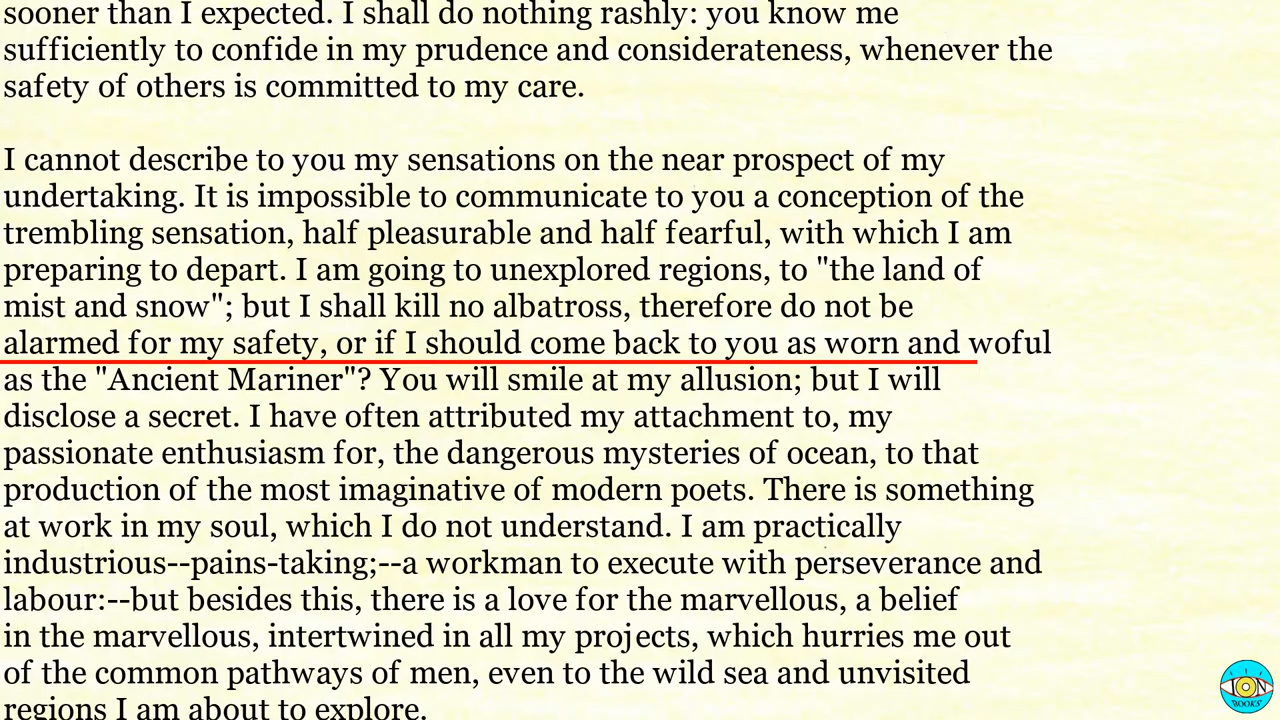 sooner than I expected. I shall do nothing rashly: you know me
sufficiently to confide in my prudence and considerateness, whenever the
safety of others is committed to my care.
I cannot describe to you my sensations on the near prospect of my
undertaking. It is impossible to communicate to you a conception of the
trembling sensation, half pleasurable and half fearful, with which I am
preparing to depart. I am going to unexplored regions, to "the land of
mist and snow"; but I shall kill no albatross, therefore do not be
alarmed for my safety, or if I should come back to you as worn and woful
as the "Ancient Mariner"? You will smile at my allusion; but I will
disclose a secret. I have often attributed my attachment to, my
passionate enthusiasm for, the dangerous mysteries of ocean, to that
production of the most imaginative of modern poets. There is something
at work in my soul, which I do not understand. I am practically
industrious--pains-taking;--a workman to execute with perseverance and
labour:--but besides this, there is a love for the marvellous, a belief
in the marvellous, intertwined in all my projects, which hurries me out
of the common pathways of men, even to the wild sea and unvisited
regions I am about to explore.
ION
BOOKS